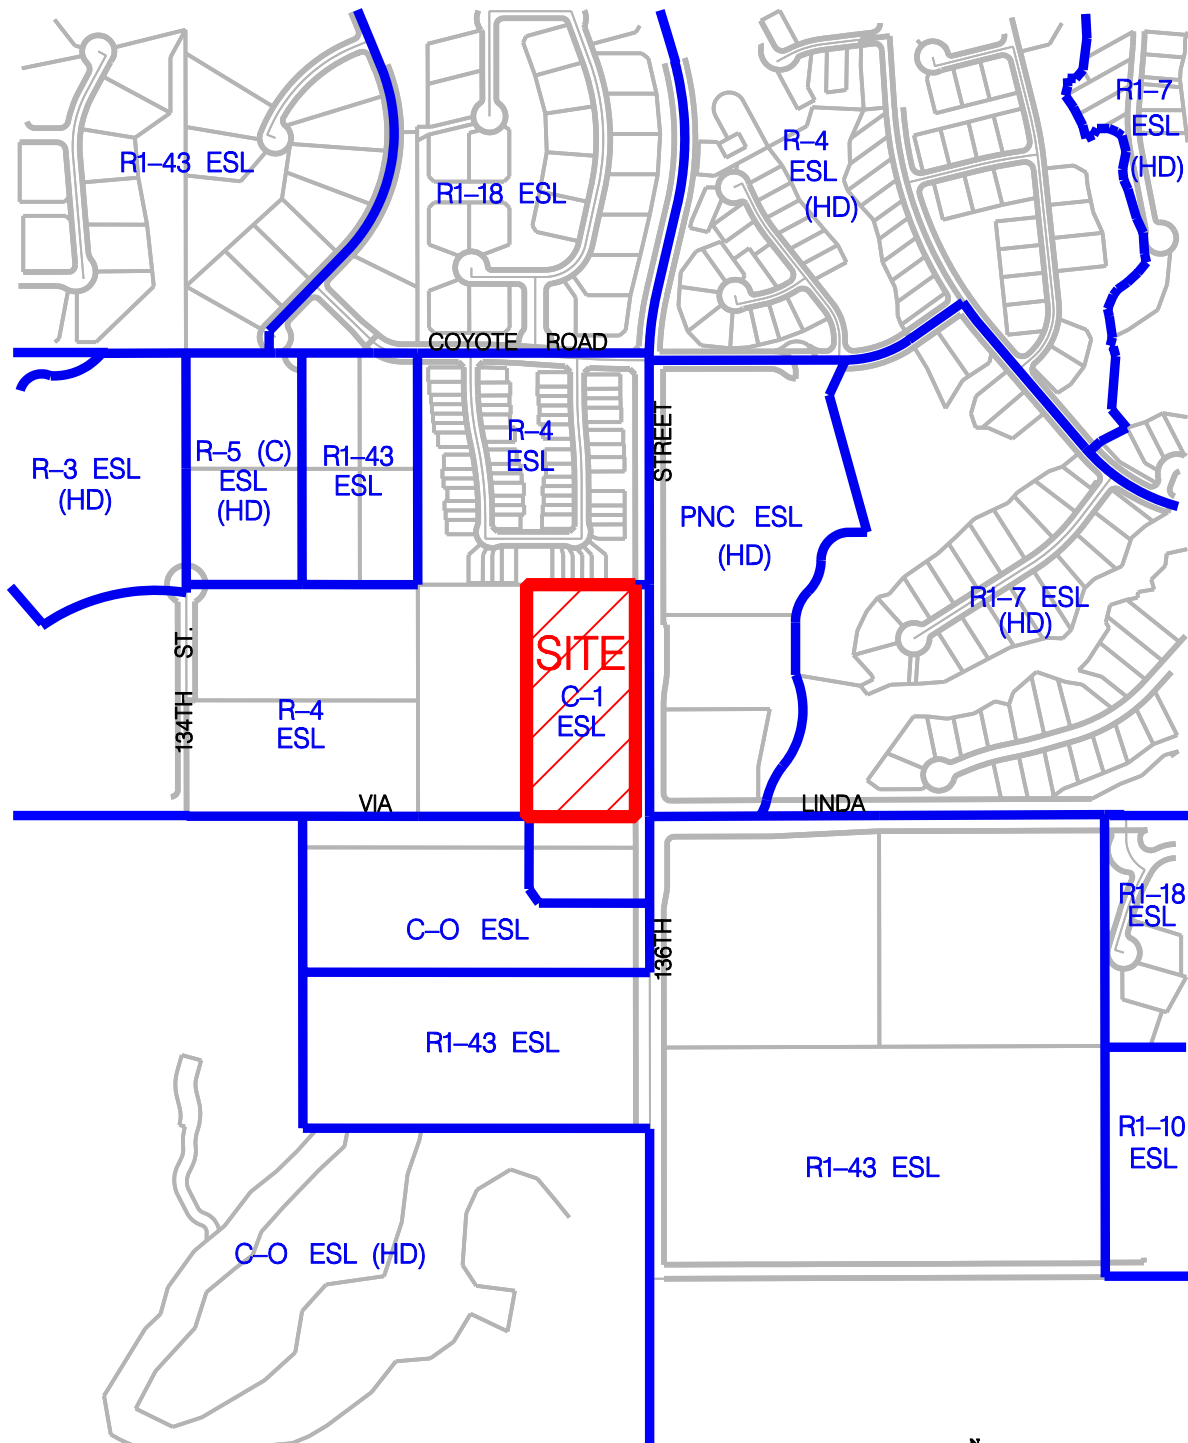 R1–7
ESL
(HD)
R–4
ESL
(HD)
R1–43 ESL
R1–18 ESL
COYOTE ROAD
R–3 ESL
(HD)
R–5 (C)
ESL
(HD)
R1–43
ESL
R–4
ESL
STREET
PNC ESL
(HD)
R1–7 ESL
(HD)
134TH ST.
R–4
ESL
SITE
C–1
ESL
VIA LINDA
C–O ESL
136TH
R1–18
ESL
R1–43 ESL
R1–43 ESL
R1–10
ESL
C–O ESL (HD)